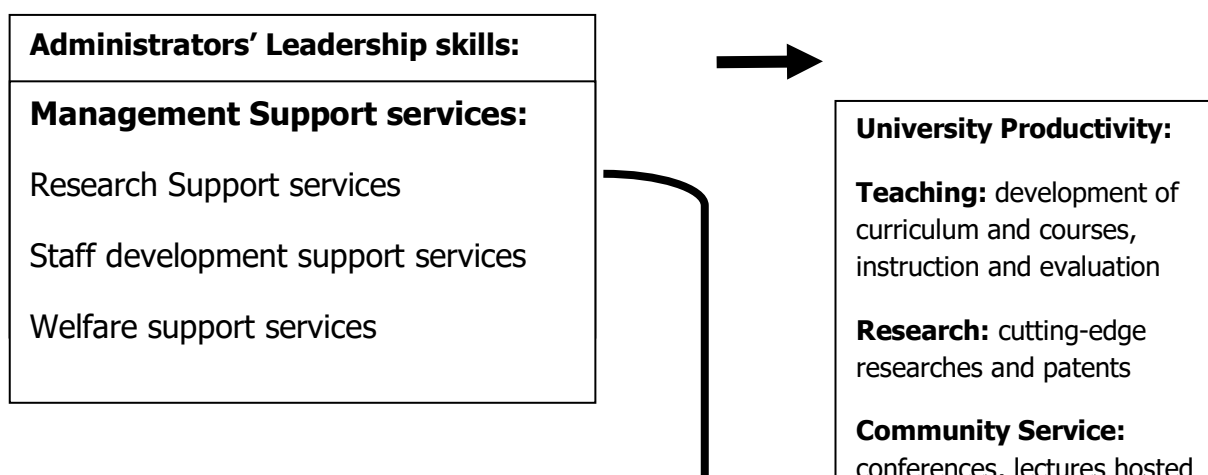 Administrators’ Leadership skills:
Management Support services:
Research Support services
Staff development support services
Welfare support services
University Productivity:
Teaching: development of
curriculum and courses,
instruction and evaluation
Research: cutting-edge
researches and patents
Community Service:
conferences, lectures hosted